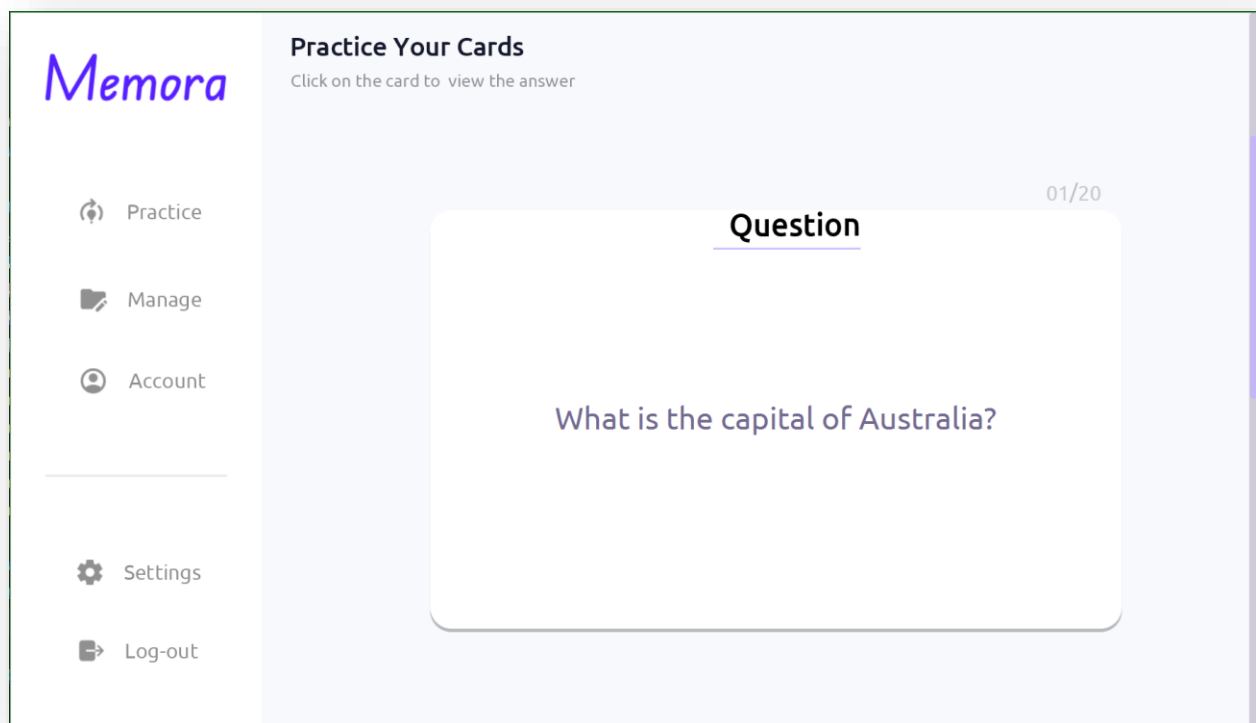 Memora
Practice
Manage
Account
Settings
Log-out
Practice Your Cards
Click on the card to view the answer
01/20
Question
What is the capital of Australia?